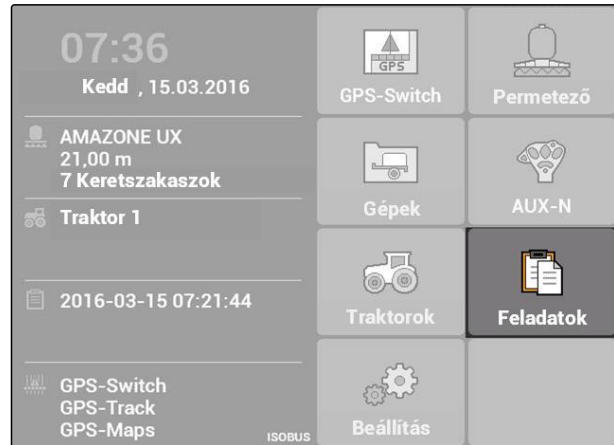 07:36
Kedd , 15.03.2016
AMAZONE UX
21,00 m
7 Keretszakaszok
Traktor 1
2016-03-15 07:21:44
GPS-Switch
GPS-Track
GPS-Maps
ISOBUS
GPS
GPS-Switch
Permetező
Gépek
AUX-N
Traktorok
Feladatok
Beállítás